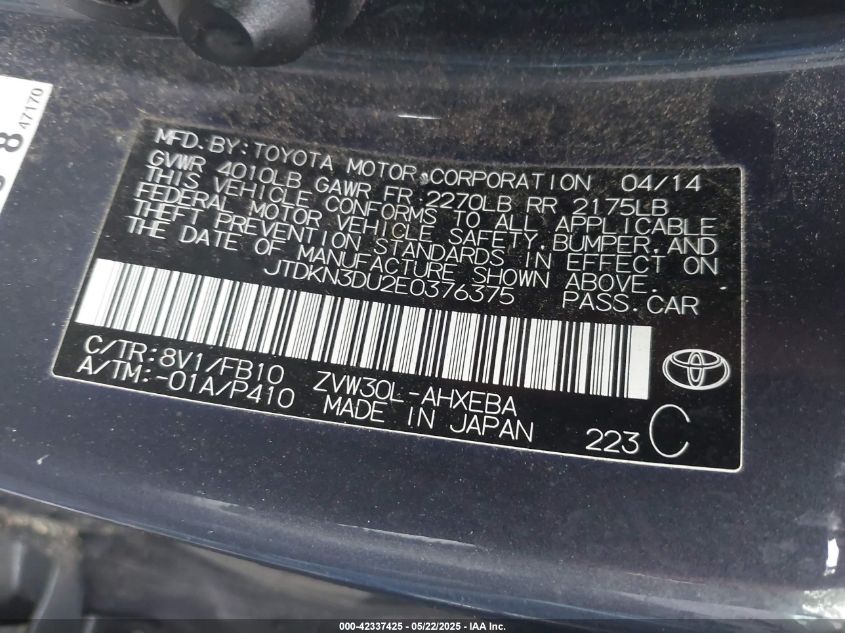 8 47170
MFD. BY: TOYOTA MOTOR CORPORATION 04/14
GVWR 4010LB GAWR FR 2270LB RR 2175LB
THIS VEHICLE CONFORMS TO ALL APPLICABLE
FEDERAL MOTOR VEHICLE SAFETY, BUMPER, AND
THEFT PREVENTION STANDARDS IN EFFECT ON
THE DATE OF MANUFACTURE SHOWN ABOVE.
JTDKN3DU2E0376375 PASS. CAR
C/TR: 8V1/FB10 ZVW30L-AHXEBA
A/TM: -01A/P410 MADE IN JAPAN
223 C
000-42337425 - 05/22/2025 - IAA Inc.